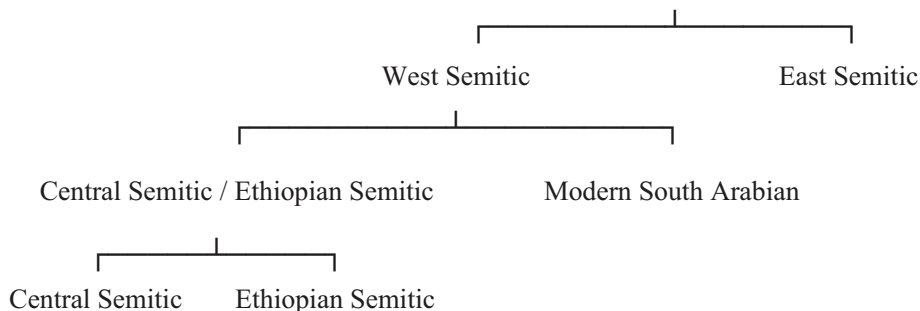 West Semitic East Semitic
Central Semitic / Ethiopian Semitic Modern South Arabian
Central Semitic Ethiopian Semitic